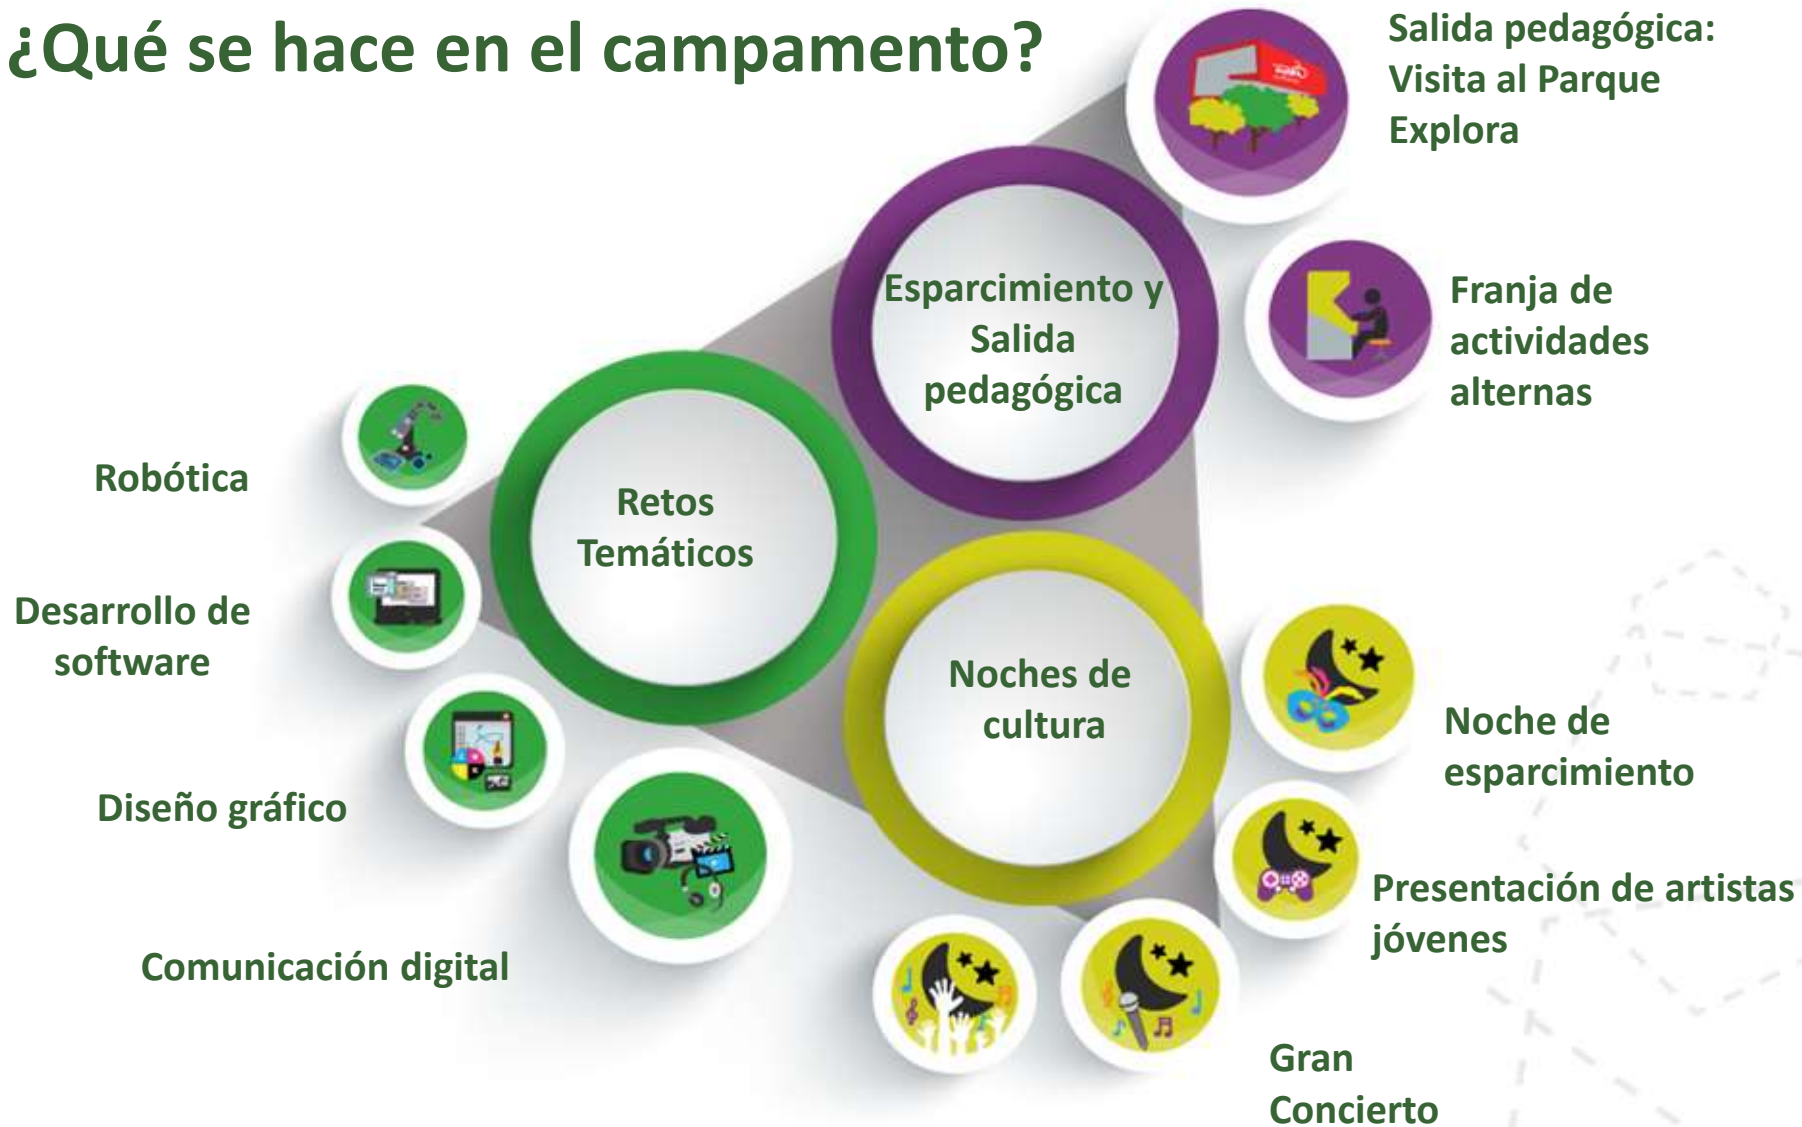 ¿Qué se hace en el campamento?
Salida pedagógica:
Visita al Parque
Explora
Esparcimiento y
Salida
pedagógica
Franja de
actividades
alternas
Retos
Temáticos
Robótica
Desarrollo de
software
Diseño gráfico
Comunicación digital
Noches de
cultura
Noche de
esparcimiento
Presentación de artistas
jóvenes
Gran
Concierto